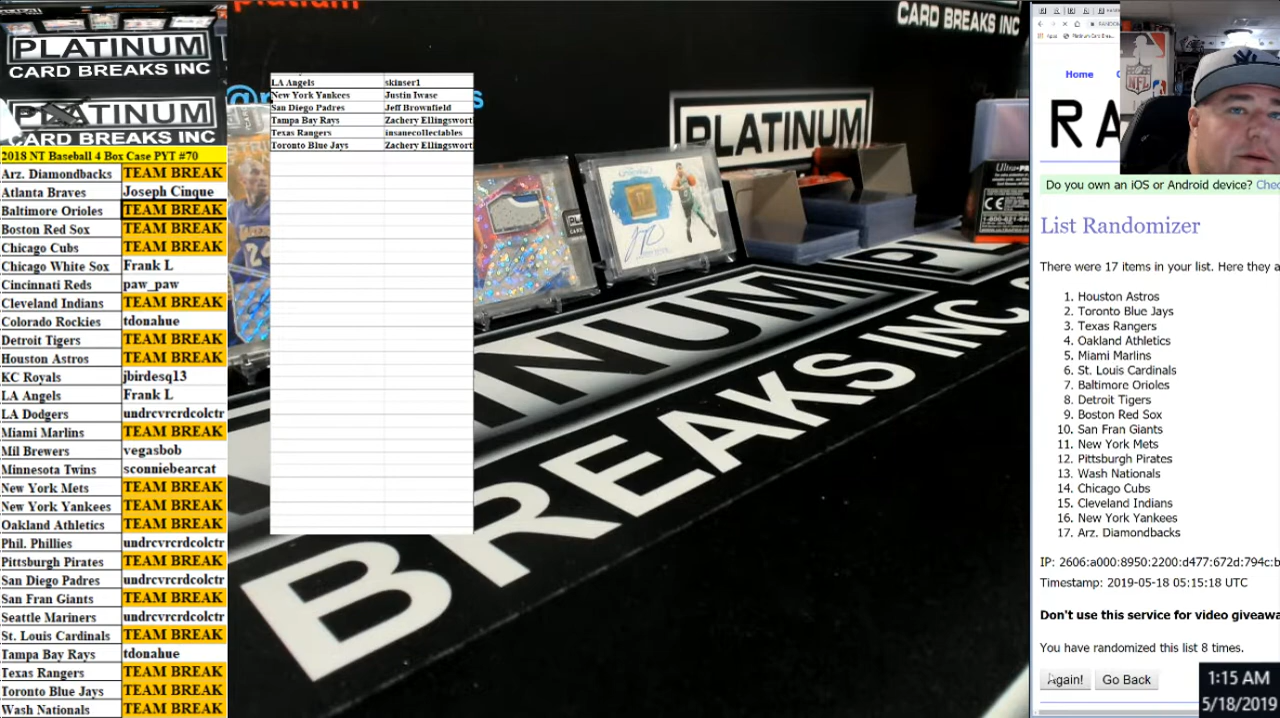 PLATINUM
CARD BREAKS INC
PLATINUM
CARD BREAKS INC
2018 NT Baseball 4 Box Case PYT #70
Arz. Diamondbacks TEAM BREAK
Atlanta Braves Joseph Cinque
Baltimore Orioles TEAM BREAK
Boston Red Sox TEAM BREAK
Chicago Cubs TEAM BREAK
Chicago White Sox Frank L
Cincinnati Reds paw_paw
Cleveland Indians TEAM BREAK
Colorado Rockies tdonahue
Detroit Tigers TEAM BREAK
Houston Astros TEAM BREAK
KC Royals jbirdesq13
LA Angels Frank L
LA Dodgers undrcvrcrdcolctr
Miami Marlins TEAM BREAK
Mil Brewers vegasbob
Minnesota Twins sconniebearcat
New York Mets TEAM BREAK
New York Yankees TEAM BREAK
Oakland Athletics TEAM BREAK
Phil. Phillies undrcvrcrdcolctr
Pittsburgh Pirates TEAM BREAK
San Diego Padres undrcvrcrdcolctr
San Fran Giants TEAM BREAK
Seattle Mariners undrcvrcrdcolctr
St. Louis Cardinals TEAM BREAK
Tampa Bay Rays tdonahue
Texas Rangers TEAM BREAK
Toronto Blue Jays TEAM BREAK
Wash Nationals TEAM BREAK
platinum
CARD BREAKS INC
LA Angels skinser1
New York Yankees Justin Iwase
San Diego Padres Jeff Brownfield
Tampa Bay Rays Zachery Ellingswort
Texas Rangers insanecollectables
Toronto Blue Jays Zachery Ellingswort
PLATINUM
BREAKS INC
Home
RA
Do you own an iOS or Android device? Chec
List Randomizer
There were 17 items in your list. Here they a
1. Houston Astros
2. Toronto Blue Jays
3. Texas Rangers
4. Oakland Athletics
5. Miami Marlins
6. St. Louis Cardinals
7. Baltimore Orioles
8. Detroit Tigers
9. Boston Red Sox
10. San Fran Giants
11. New York Mets
12. Pittsburgh Pirates
13. Wash Nationals
14. Chicago Cubs
15. Cleveland Indians
16. New York Yankees
17. Arz. Diamondbacks
IP: 2606:a000:8950:2200:d477:672d:794c:b
Timestamp: 2019-05-18 05:15:18 UTC
Don't use this service for video giveawa
You have randomized this list 8 times.
Again! Go Back
1:15 AM
5/18/2019